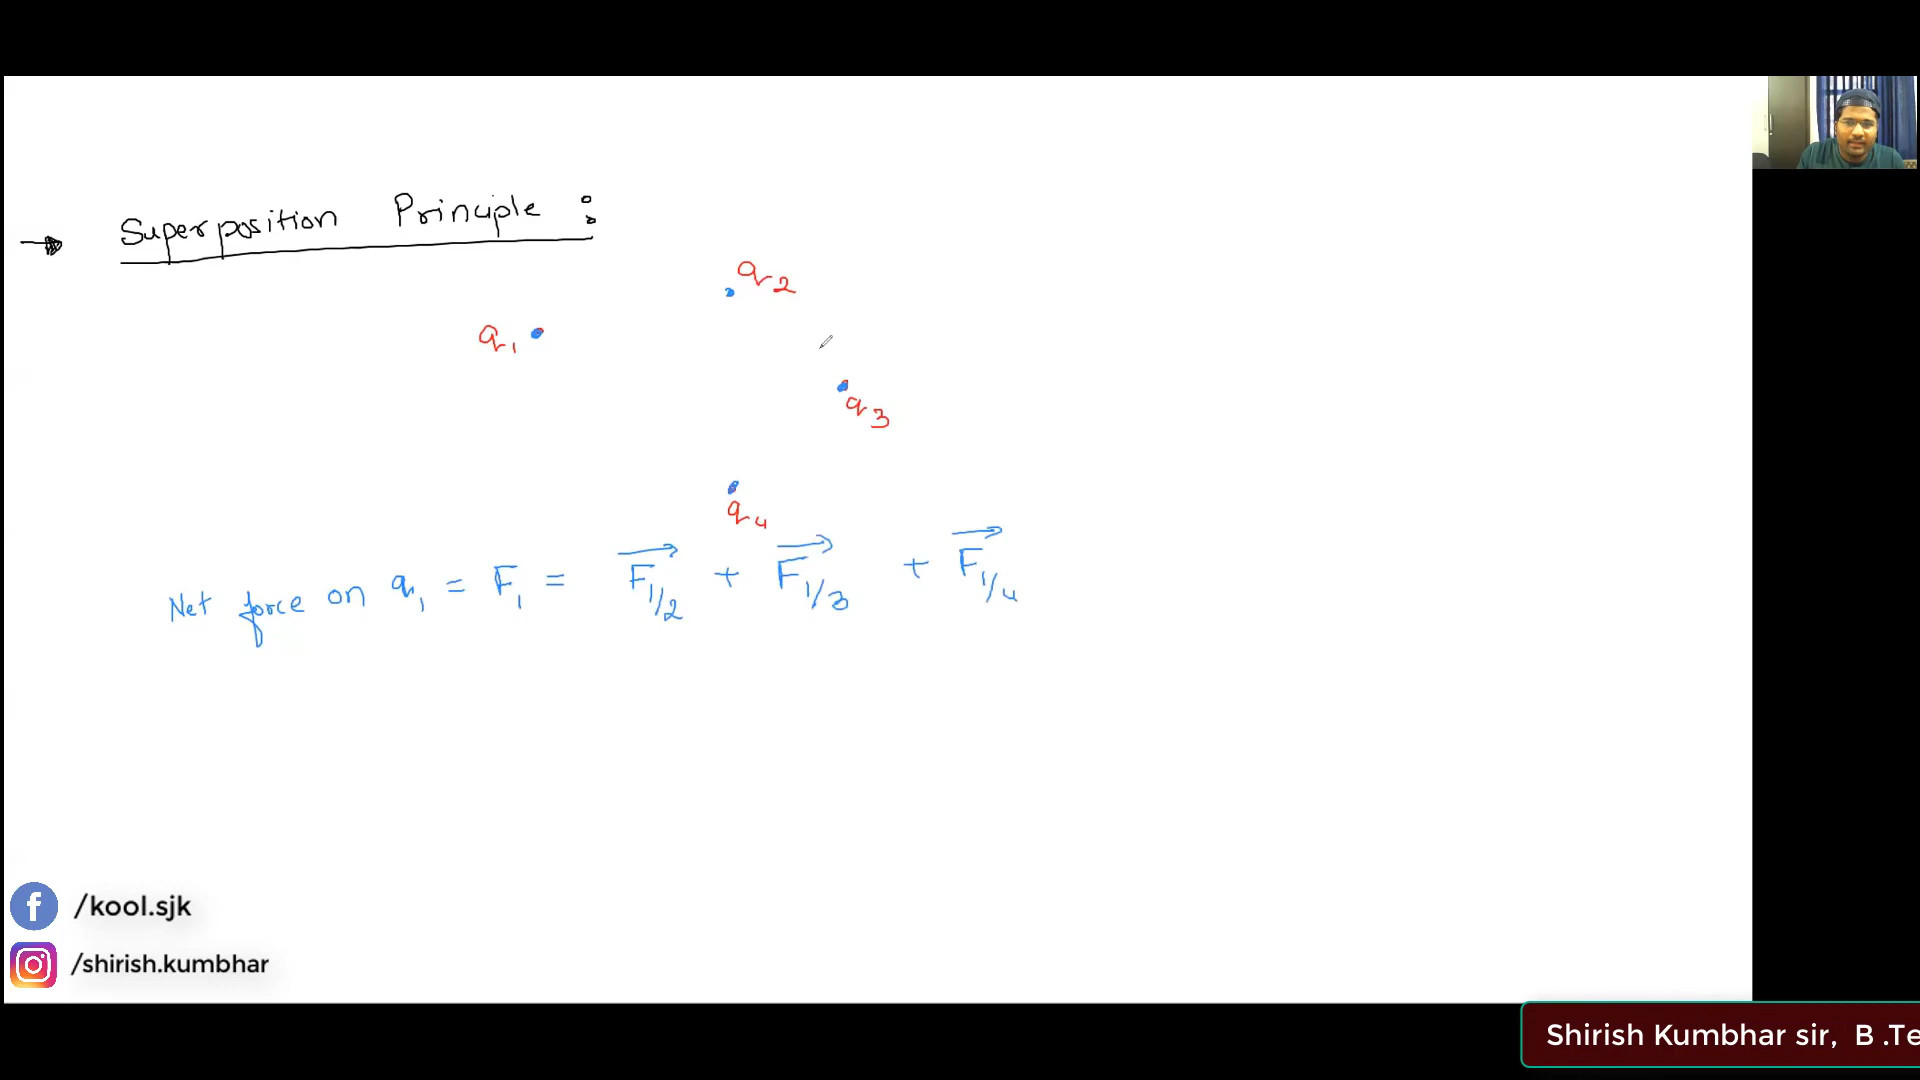 Superposition Principle :
q2
q1
q3
q4
Net force on q1 = F1 = F1/2 + F1/3 + F1/4
/kool.sjk
/shirish.kumbhar
Shirish Kumbhar sir, B .Te